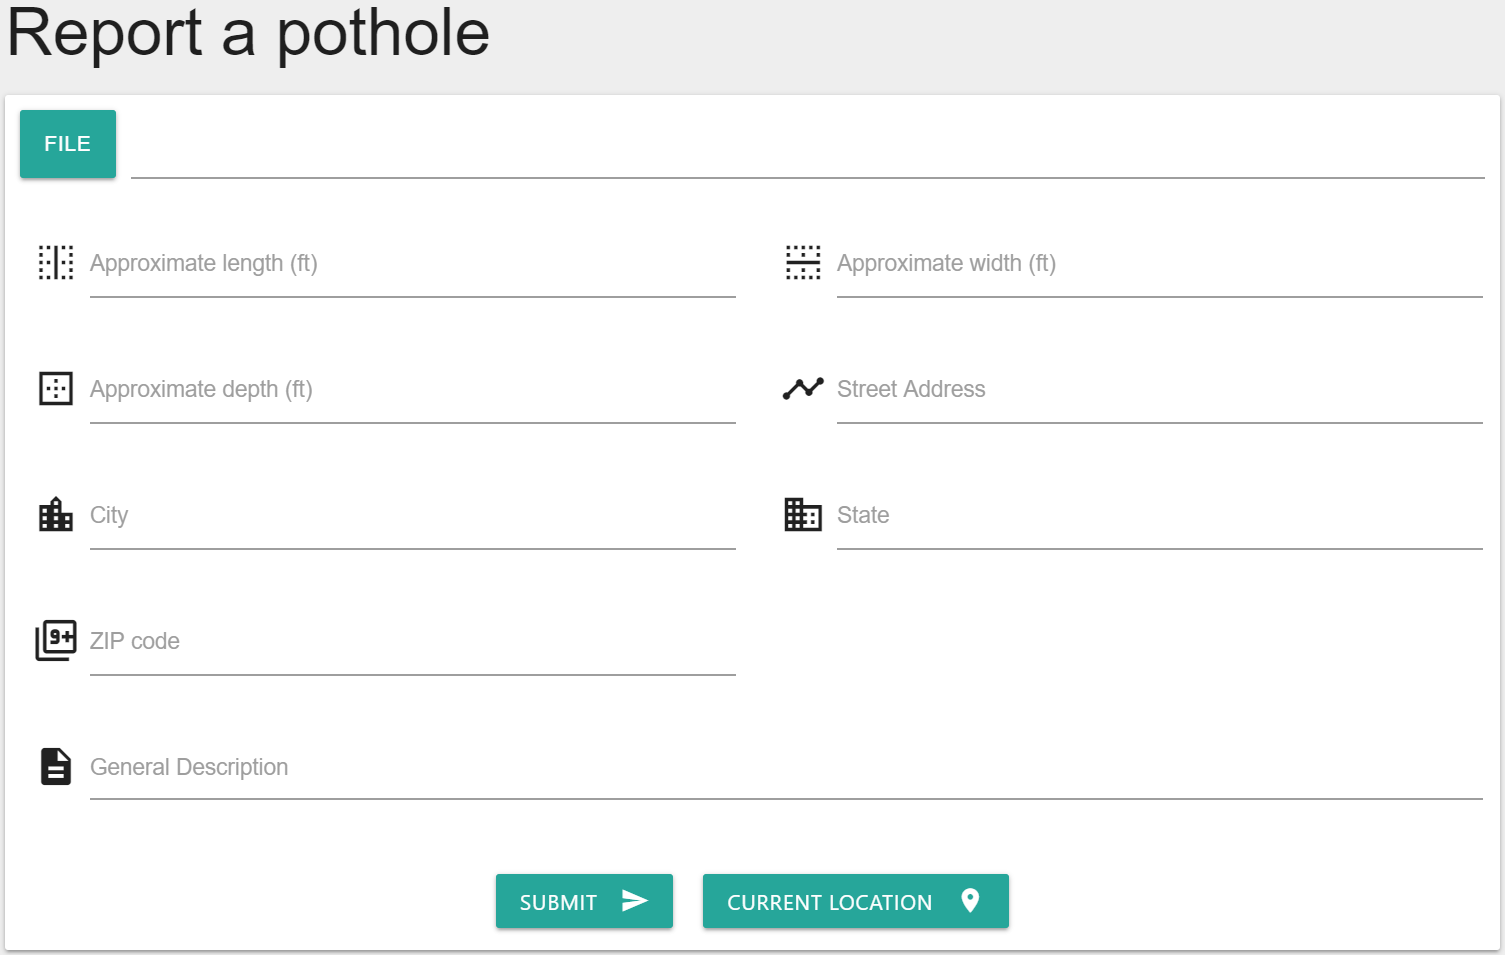 Report a pothole
FILE
Approximate length (ft)
Approximate width (ft)
Approximate depth (ft)
Street Address
City
State
9+
ZIP code
General Description
SUBMIT
CURRENT LOCATION